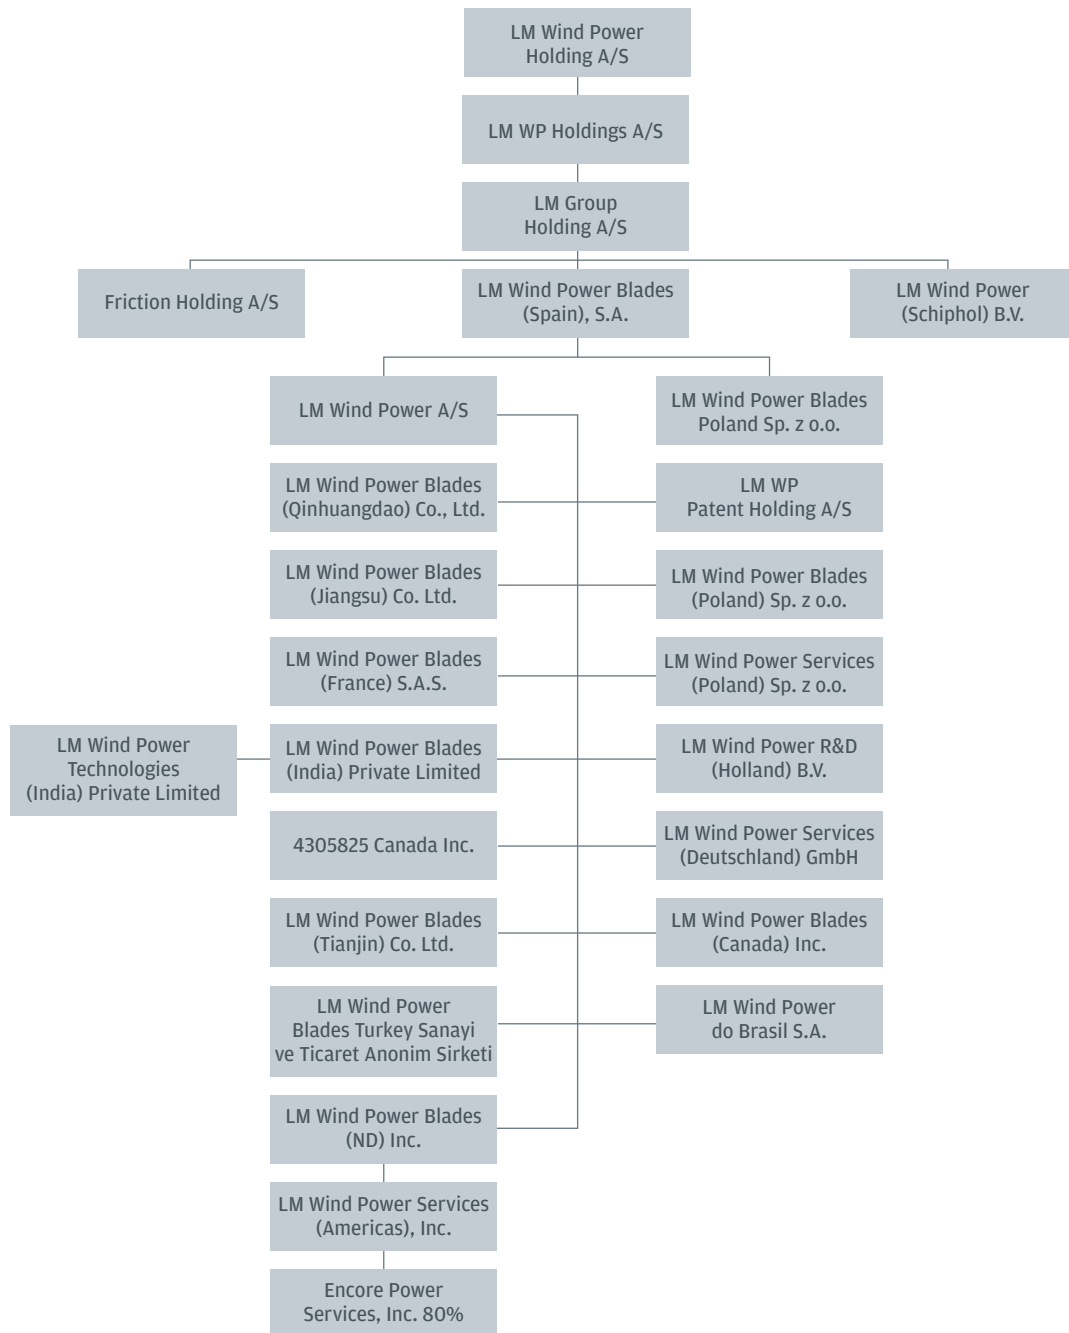 LM Wind Power
Holding A/S
LM WP Holdings A/S
LM Group
Holding A/S
Friction Holding A/S
LM Wind Power Blades
(Spain), S.A.
LM Wind Power
(Schiphol) B.V.
LM Wind Power A/S
LM Wind Power Blades
Poland Sp. z o.o.
LM Wind Power Blades
(Qinhuangdao) Co., Ltd.
LM WP
Patent Holding A/S
LM Wind Power Blades
(Jiangsu) Co. Ltd.
LM Wind Power Blades
(Poland) Sp. z o.o.
LM Wind Power Blades
(France) S.A.S.
LM Wind Power Services
(Poland) Sp. z o.o.
LM Wind Power
Technologies
(India) Private Limited
LM Wind Power Blades
(India) Private Limited
LM Wind Power R&D
(Holland) B.V.
4305825 Canada Inc.
LM Wind Power Services
(Deutschland) GmbH
LM Wind Power Blades
(Tianjin) Co. Ltd.
LM Wind Power Blades
(Canada) Inc.
LM Wind Power
Blades Turkey Sanayi
ve Ticaret Anonim Sirketi
LM Wind Power
do Brasil S.A.
LM Wind Power Blades
(ND) Inc.
LM Wind Power Services
(Americas), Inc.
Encore Power
Services, Inc. 80%